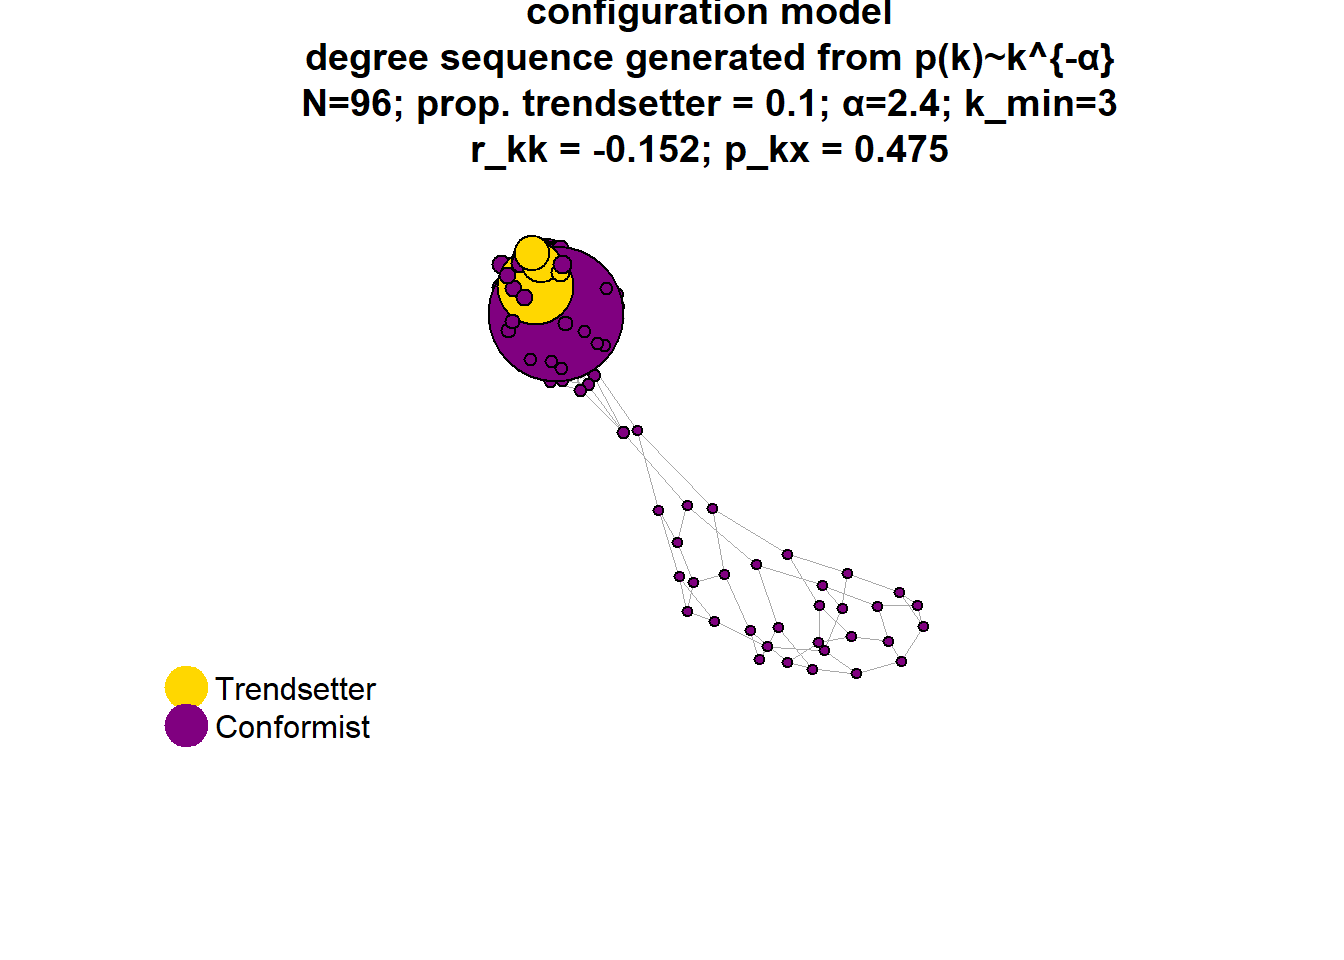 configuration model
degree sequence generated from p(k)~k^{-α}
N=96; prop. trendsetter = 0.1; α=2.4; k_min=3
r_kk = -0.152; p_kx = 0.475
Trendsetter
Conformist